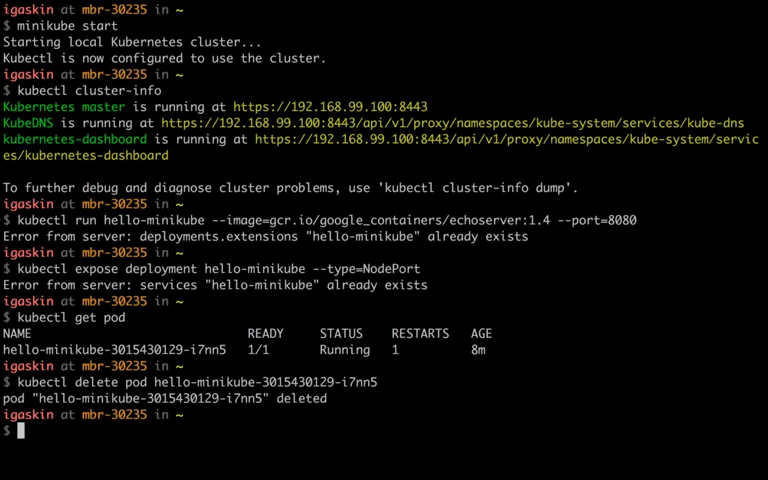 igaskin at mbr-30235 in ~
$ minikube start
Starting local Kubernetes cluster...
Kubectl is now configured to use the cluster.
igaskin at mbr-30235 in ~
$ kubectl cluster-info
Kubernetes master is running at https://192.168.99.100:8443
KubeDNS is running at https://192.168.99.100:8443/api/v1/proxy/namespaces/kube-system/services/kube-dns
kubernetes-dashboard is running at https://192.168.99.100:8443/api/v1/proxy/namespaces/kube-system/servic
es/kubernetes-dashboard
To further debug and diagnose cluster problems, use 'kubectl cluster-info dump'.
igaskin at mbr-30235 in ~
$ kubectl run hello-minikube --image=gcr.io/google_containers/echoserver:1.4 --port=8080
Error from server: deployments.extensions "hello-minikube" already exists
igaskin at mbr-30235 in ~
$ kubectl expose deployment hello-minikube --type=NodePort
Error from server: services "hello-minikube" already exists
igaskin at mbr-30235 in ~
$ kubectl get pod
NAME READY STATUS RESTARTS AGE
hello-minikube-3015430129-i7nn5 1/1 Running 1 8m
igaskin at mbr-30235 in ~
$ kubectl delete pod hello-minikube-3015430129-i7nn5
pod "hello-minikube-3015430129-i7nn5" deleted
igaskin at mbr-30235 in ~
$